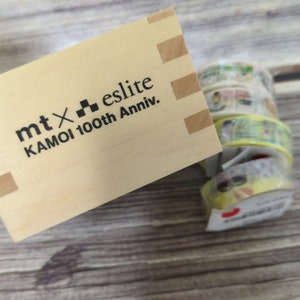 mt × eslite
KAMOI 100th Anniv.